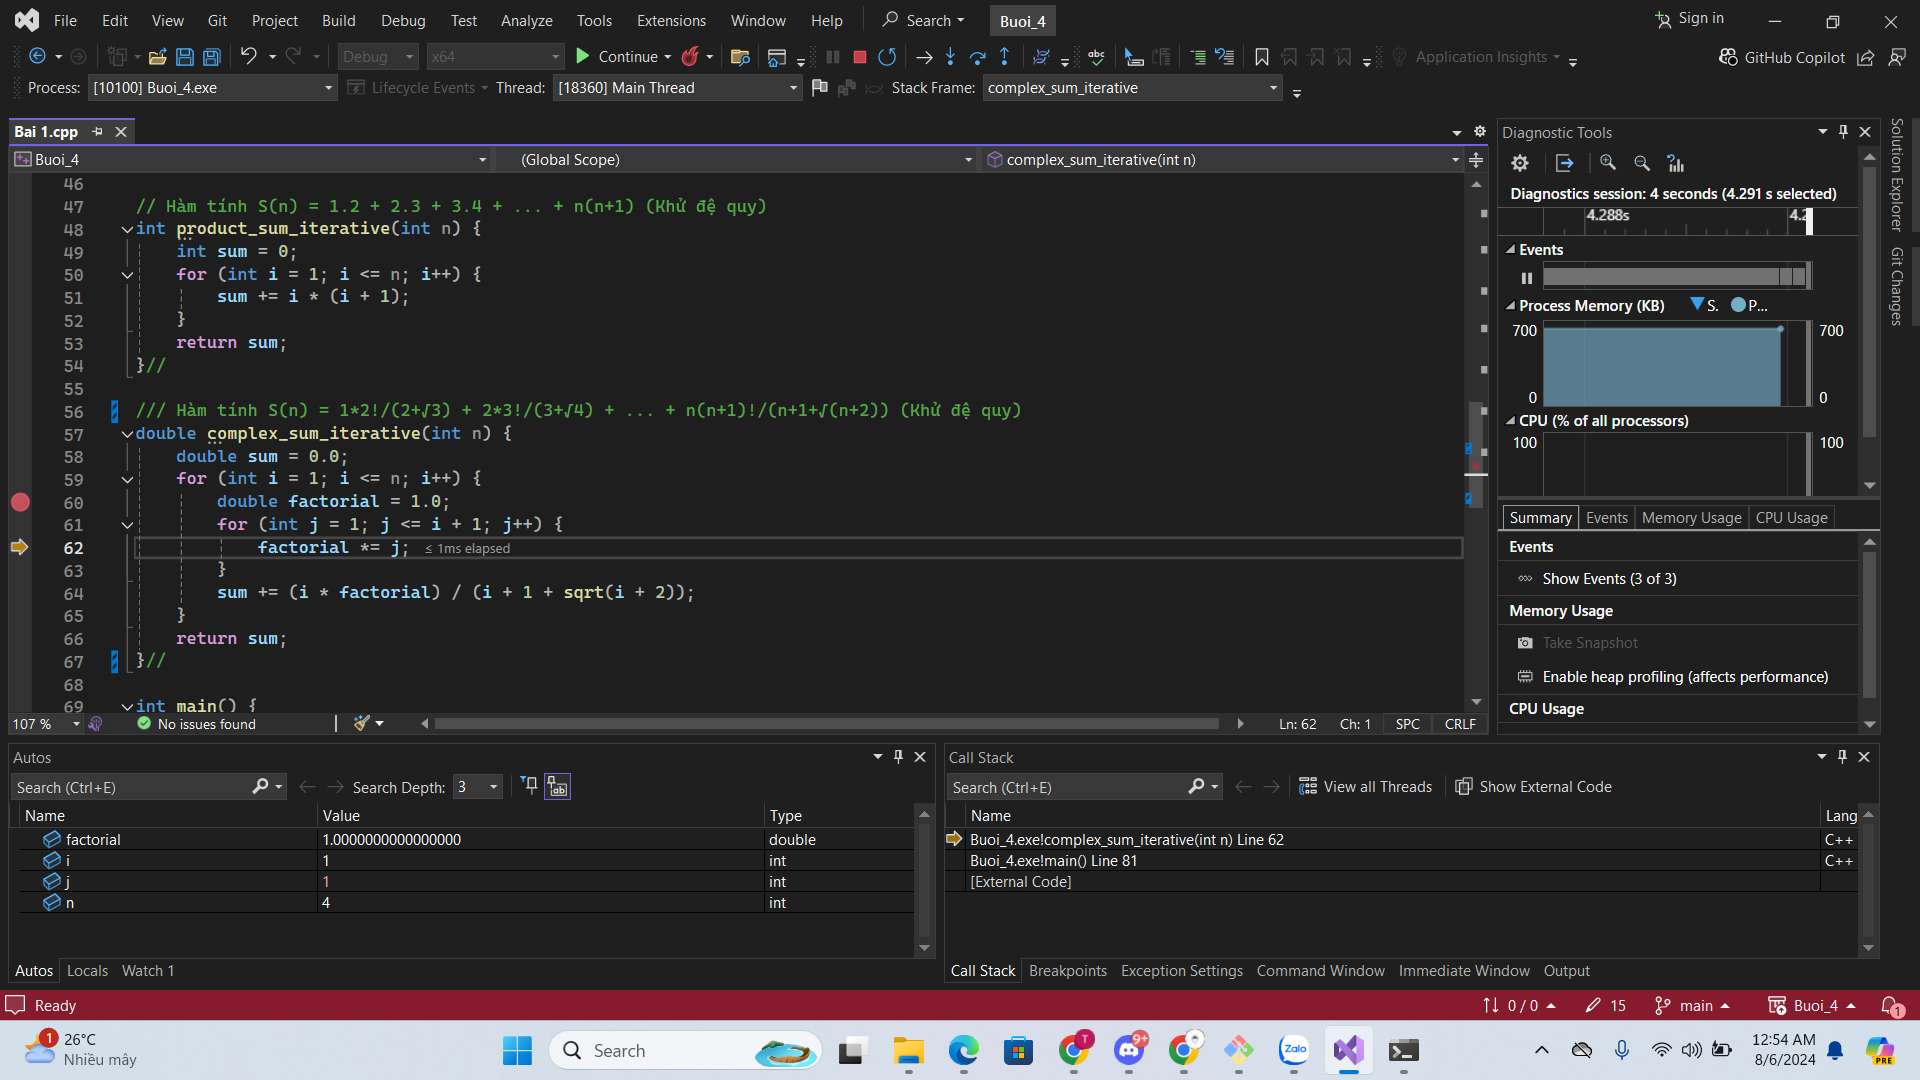 File Edit View Git Project Build Debug Test Analyze Tools Extensions Window Help Search Buoi_4 Sign in
Debug x64 Continue Application Insights GitHub Copilot
Process: [10100] Buoi_4.exe Lifecycle Events Thread: [18360] Main Thread Stack Frame: complex_sum_iterative
Bai 1.cpp
Buoi_4 (Global Scope) complex_sum_iterative(int n)
46
47 // Hàm tính S(n) = 1.2 + 2.3 + 3.4 + ... + n(n+1) (Khử đệ quy)
48 int product_sum_iterative(int n) {
49 int sum = 0;
50 for (int i = 1; i <= n; i++) {
51 sum += i * (i + 1);
52 }
53 return sum;
54 }//
55
56 /// Hàm tính S(n) = 1*2!/(2+√3) + 2*3!/(3+√4) + ... + n(n+1)!/(n+1+√(n+2)) (Khử đệ quy)
57 double complex_sum_iterative(int n) {
58 double sum = 0.0;
59 for (int i = 1; i <= n; i++) {
60 double factorial = 1.0;
61 for (int j = 1; j <= i + 1; j++) {
62 factorial *= j; ≤ 1ms elapsed
63 }
64 sum += (i * factorial) / (i + 1 + sqrt(i + 2));
65 }
66 return sum;
67 }//
68
69 int main() {
107 % No issues found Ln: 62 Ch: 1 SPC CRLF
Diagnostic Tools
Diagnostics session: 4 seconds (4.291 s selected)
4.288s 4.2
Events
Process Memory (KB) S. P...
700 700
0 0
CPU (% of all processors)
100 100
Summary Events Memory Usage CPU Usage
Events
Show Events (3 of 3)
Memory Usage
Take Snapshot
Enable heap profiling (affects performance)
CPU Usage
Solution Explorer
Git Changes
Autos
Search (Ctrl+E) Search Depth: 3
Name Value Type
factorial 1.0000000000000000 double
i 1 int
j 1 int
n 4 int
Autos Locals Watch 1
Call Stack
Search (Ctrl+E) View all Threads Show External Code
Name Lang
Buoi_4.exe!complex_sum_iterative(int n) Line 62 C++
Buoi_4.exe!main() Line 81 C++
[External Code]
Call Stack Breakpoints Exception Settings Command Window Immediate Window Output
Ready 0 / 0 15 main Buoi_4 1
1 26°C
Nhiều mây
Search
T
9+
Zalo
12:54 AM
8/6/2024
PRE